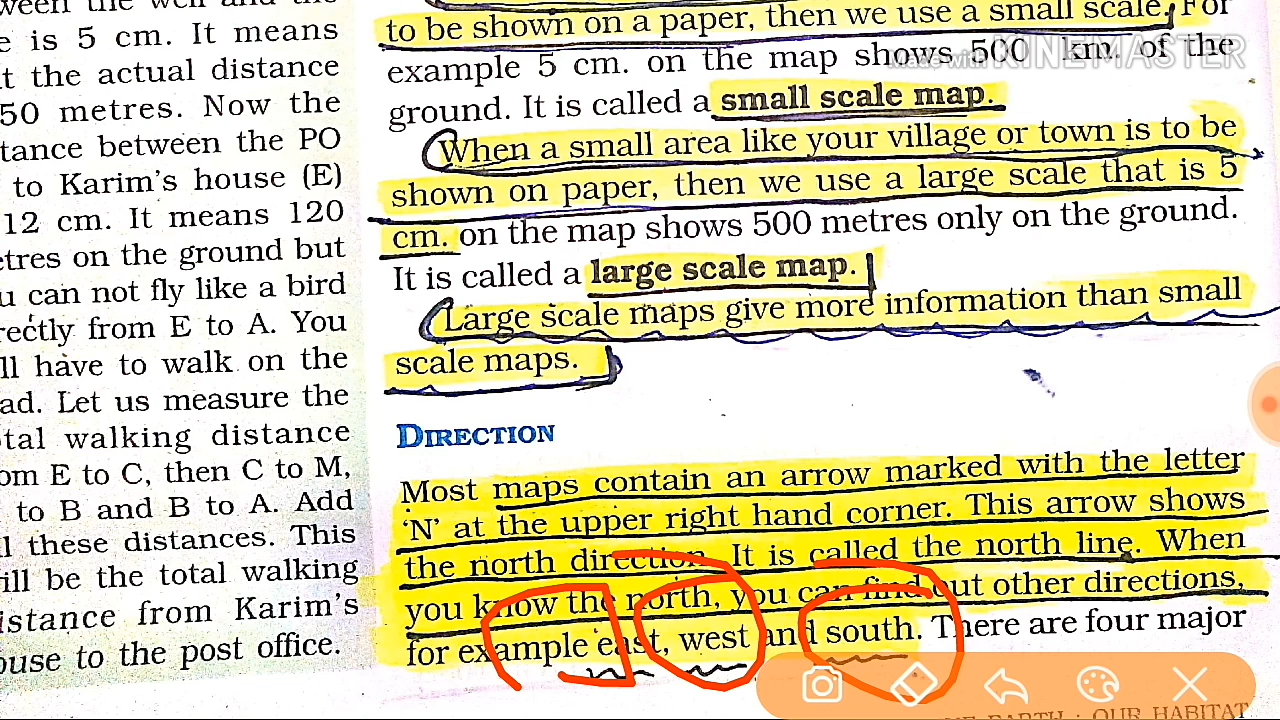 ween the well and the
e is 5 cm. It means
t the actual distance
50 metres. Now the
tance between the PO
to Karim's house (E)
12 cm. It means 120
etres on the ground but
u can not fly like a bird
rectly from E to A. You
ll have to walk on the
ad. Let us measure the
otal walking distance
om E to C, then C to M,
to B and B to A. Add
l these distances. This
ill be the total walking
istance from Karim's
ouse to the post office.
to be shown on a paper, then we use a small scale. For
example 5 cm. on the map shows 500 km. of the
ground. It is called a small scale map.
When a small area like your village or town is to be
shown on paper, then we use a large scale that is 5
cm. on the map shows 500 metres only on the ground.
It is called a large scale map.
Large scale maps give more information than small
scale maps.
DIRECTION
Most maps contain an arrow marked with the letter
'N' at the upper right hand corner. This arrow shows
the north direction. It is called the north line. When
you know the north, you can find out other directions,
for example east, west and south. There are four major
EARTH : OUR HABITAT
made with KINEMASTER